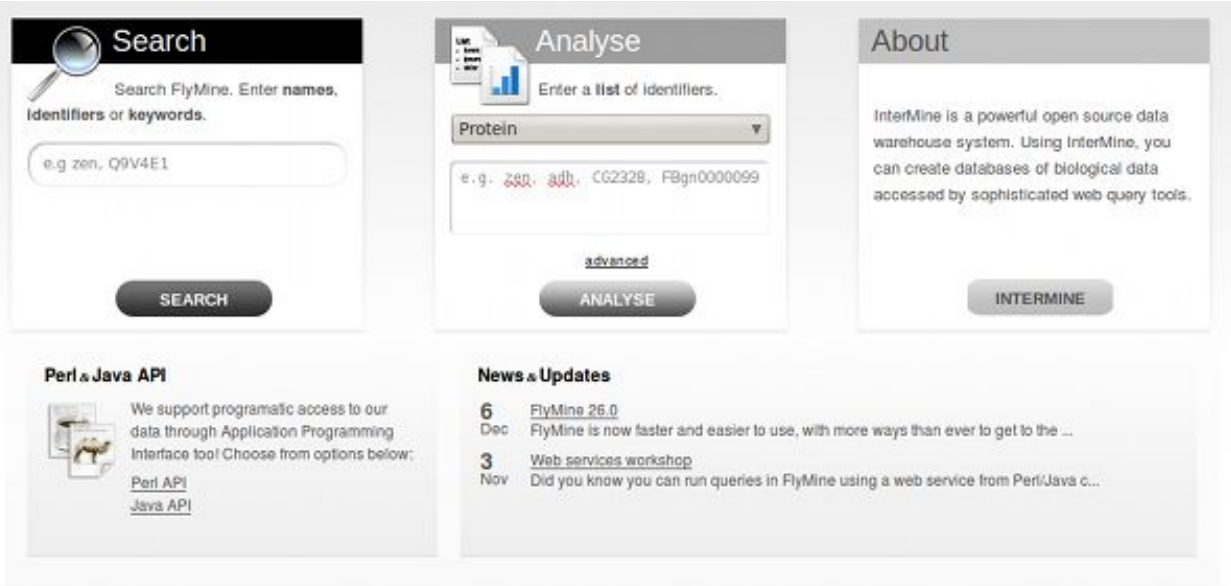 Search
Search FlyMine. Enter names,
identifiers or keywords.
e.g zen, Q9V4E1
SEARCH
Analyse
Enter a list of identifiers.
Protein
e.g. zen, adh, CG2328, FBgn0000099
advanced
ANALYSE
About
InterMine is a powerful open source data
warehouse system. Using InterMine, you
can create databases of biological data
accessed by sophisticated web query tools.
INTERMINE
Perl & Java API
We support programatic access to our
data through Application Programming
Interface too! Choose from options below:
Perl API
Java API
News & Updates
6 FlyMine 26.0
Dec FlyMine is now faster and easier to use, with more ways than ever to get to the ...
3 Web services workshop
Nov Did you know you can run queries in FlyMine using a web service from Perl/Java c...